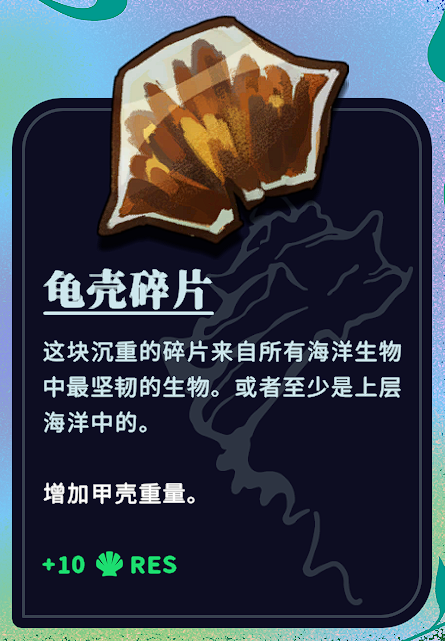 龟壳碎片
这块沉重的碎片来自所有海洋生物
中最坚韧的生物。或者至少是上层
海洋中的。
增加甲壳重量。
+10 RES